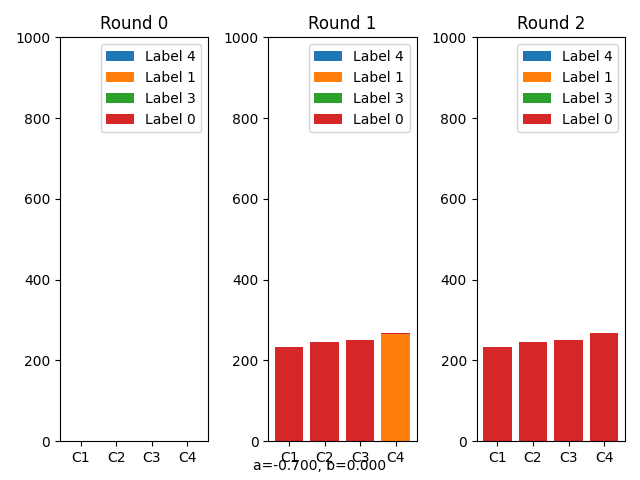 Round 0
1000
800
600
400
200
0
C1 C2 C3 C4
Label 4
Label 1
Label 3
Label 0
Round 1
1000
800
600
400
200
0
C1 C2 C3 C4
Label 4
Label 1
Label 3
Label 0
Round 2
1000
800
600
400
200
0
C1 C2 C3 C4
Label 4
Label 1
Label 3
Label 0
a=-0.700, b=0.000